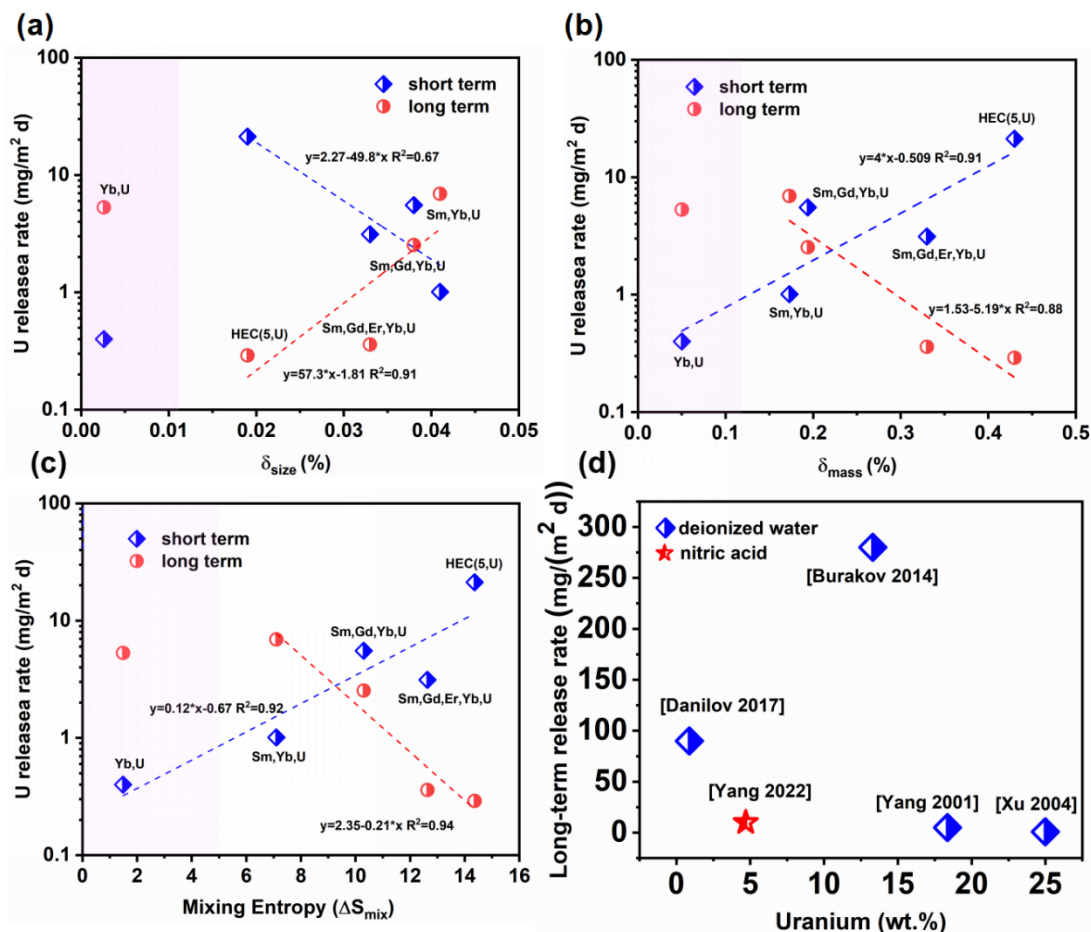 (a)
U releasea rate (mg/m² d)
100
10
1
0.1
short term
long term
Yb,U
y=2.27-49.8*x R²=0.67
Sm,Yb,U
Sm,Gd,Yb,U
HEC(5,U)
Sm,Gd,Er,Yb,U
y=57.3*x-1.81 R²=0.91
0.00 0.01 0.02 0.03 0.04 0.05
δsize (%)
(b)
U releasea rate (mg/m² d)
100
10
1
0.1
short term
long term
HEC(5,U)
y=4*x-0.509 R²=0.91
Sm,Gd,Yb,U
Sm,Gd,Er,Yb,U
Sm,Yb,U
y=1.53-5.19*x R²=0.88
Yb,U
0.0 0.1 0.2 0.3 0.4 0.5
δmass (%)
(c)
U releasea rate (mg/m² d)
100
10
1
0.1
short term
long term
HEC(5,U)
Sm,Gd,Yb,U
Sm,Gd,Er,Yb,U
y=0.12*x-0.67 R²=0.92
Yb,U
Sm,Yb,U
y=2.35-0.21*x R²=0.94
0 2 4 6 8 10 12 14 16
Mixing Entropy (ΔSmix)
(d)
Long-term release rate (mg/(m² d))
300
250
200
150
100
50
0
deionized water
nitric acid
[Burakov 2014]
[Danilov 2017]
[Yang 2022]
[Yang 2001]
[Xu 2004]
0 5 10 15 20 25
Uranium (wt.%)